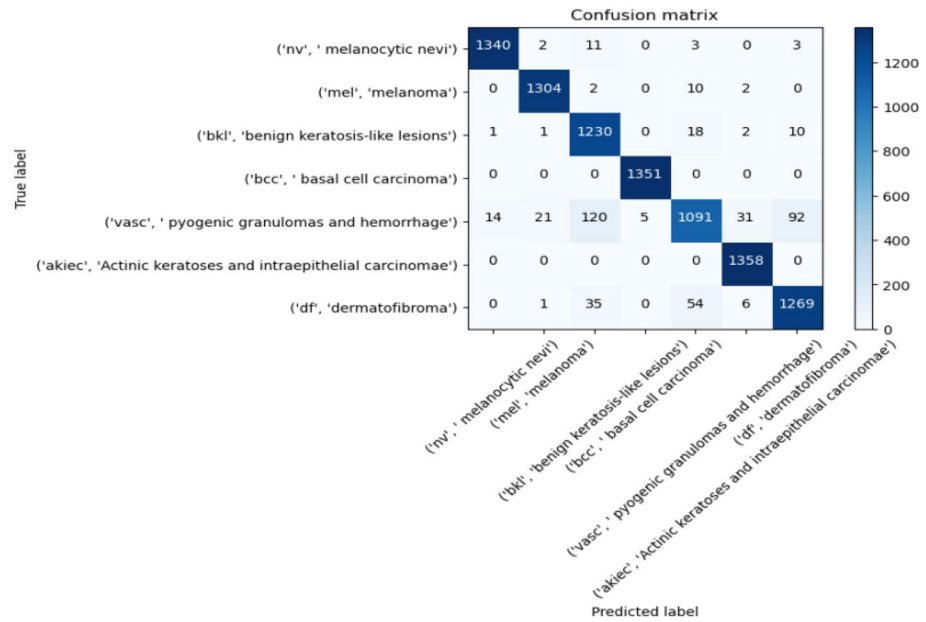 Confusion matrix
True label
('nv', ' melanocytic nevi') 1340 2 11 0 3 0 3
('mel', 'melanoma') 0 1304 2 0 10 2 0
('bkl', 'benign keratosis-like lesions') 1 1 1230 0 18 2 10
('bcc', ' basal cell carcinoma') 0 0 0 1351 0 0 0
('vasc', ' pyogenic granulomas and hemorrhage') 14 21 120 5 1091 31 92
('akiec', 'Actinic keratoses and intraepithelial carcinomae') 0 0 0 0 0 1358 0
('df', 'dermatofibroma') 0 1 35 0 54 6 1269
1200
1000
800
600
400
200
0
('nv', ' melanocytic nevi')
('mel', 'melanoma')
('bkl', 'benign keratosis-like lesions')
('bcc', ' basal cell carcinoma')
('vasc', ' pyogenic granulomas and hemorrhage')
('akiec', 'Actinic keratoses and intraepithelial carcinomae')
('df', 'dermatofibroma')
Predicted label